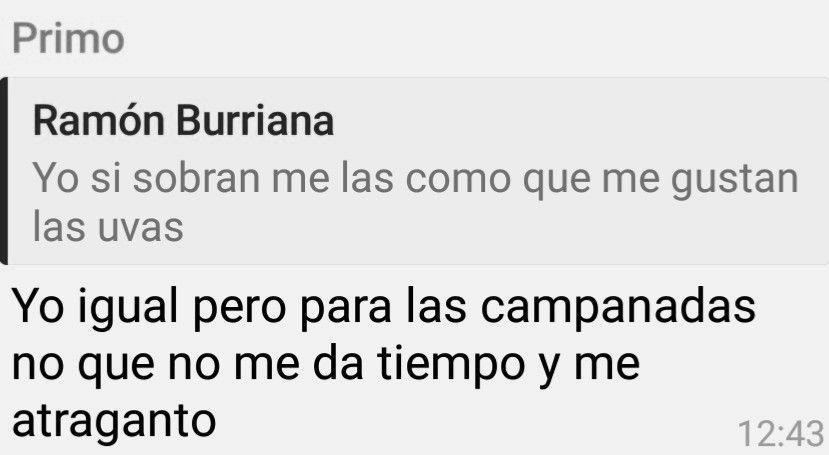 Primo
Ramón Burriana
Yo si sobran me las como que me gustan
las uvas
Yo igual pero para las campanadas
no que no me da tiempo y me
atraganto
12:43